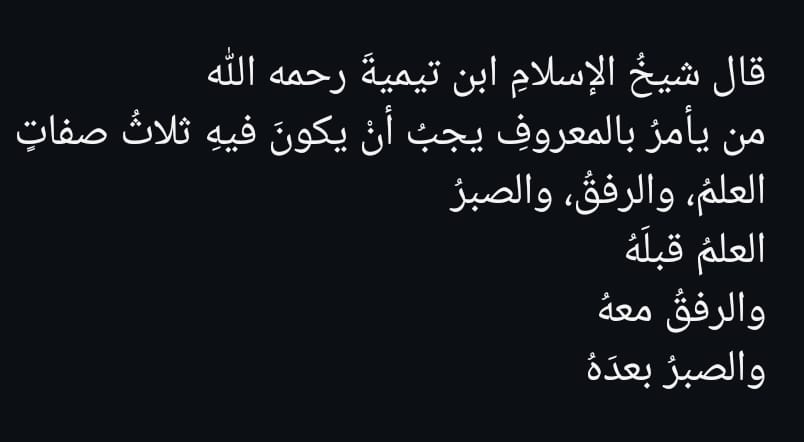 قال شيخُ الإسلامِ ابن تيميةَ رحمه الله
من يأمرُ بالمعروفِ يجبُ أنْ يكونَ فيهِ ثلاثُ صفاتٍ
العلمُ، والرفقُ، والصبرُ
العلمُ قبلَهُ
والرفقُ معهُ
والصبرُ بعدَهُ